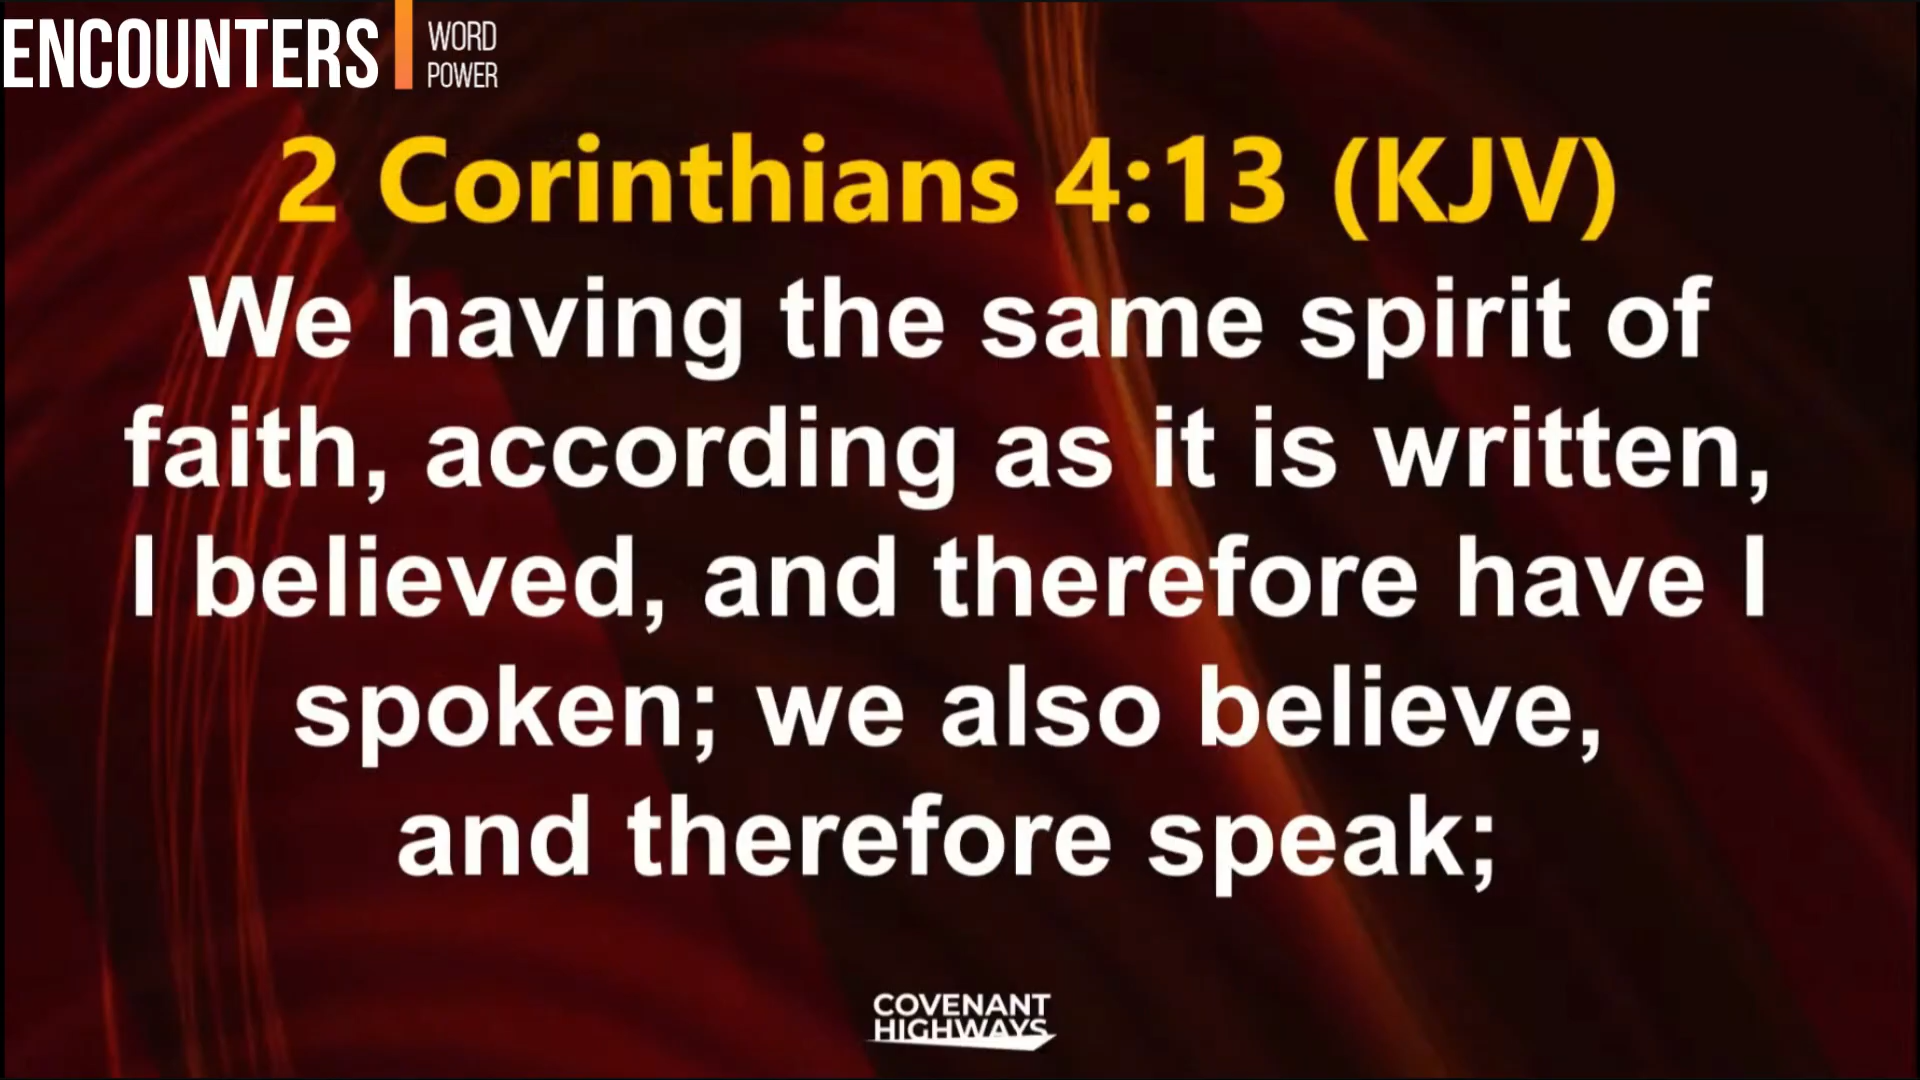 ENCOUNTERS
WORD
POWER
2 Corinthians 4:13 (KJV)
We having the same spirit of
faith, according as it is written,
I believed, and therefore have I
spoken; we also believe,
and therefore speak;
COVENANT
HIGHWAYS